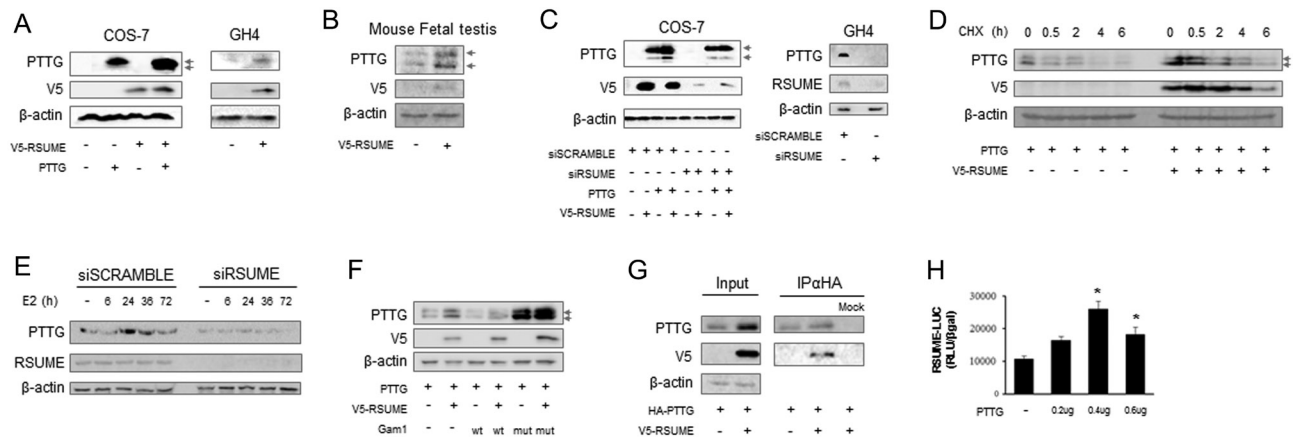 A
COS-7
GH4
PTTG
V5
β-actin
V5-RSUME - - + + - +
PTTG - + - +
B
Mouse Fetal testis
PTTG
V5
β-actin
V5-RSUME - +
C
COS-7
GH4
PTTG
V5
β-actin
siSCRAMBLE + + + + - - - -
siRSUME - - - - + + + +
PTTG - - + + - - + +
V5-RSUME - + - + - + - +
PTTG
RSUME
β-actin
siSCRAMBLE + -
siRSUME - +
D
CHX (h) 0 0.5 2 4 6 0 0.5 2 4 6
PTTG
V5
β-actin
PTTG + + + + + + + + + +
V5-RSUME - - - - - + + + + +
E
siSCRAMBLE siRSUME
E2 (h) - 6 24 36 72 - 6 24 36 72
PTTG
RSUME
β-actin
F
PTTG
V5
β-actin
PTTG + + + + + +
V5-RSUME - + - + - +
Gam1 - - wt wt mut mut
G
Input IPαHA
Mock
PTTG
V5
β-actin
HA-PTTG + + + + -
V5-RSUME - + - + +
H
RSUME-LUC
(RLU/βgal)
30000
20000
10000
0
* *
PTTG - 0.2ug 0.4ug 0.6ug